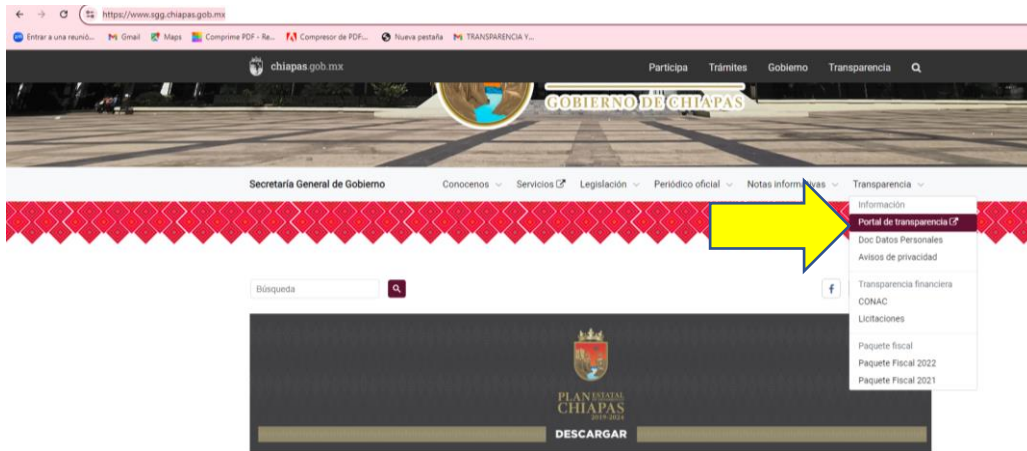 https://www.sgg.chiapas.gob.mx
Entrar a una reunió... Gmail Maps Comprime PDF - Re... Compresor de PDF:... Nueva pestaña TRANSPARENCIA Y...
chiapas.gob.mx Participa Trámites Gobierno Transparencia
GOBIERNO DE CHIAPAS
Secretaría General de Gobierno Conocenos Servicios Legislación Periódico oficial Notas informativas Transparencia
Información
Portal de transparencia
Doc Datos Personales
Avisos de privacidad
Búsqueda
Transparencia financiera
CONAC
Licitaciones
Paquete fiscal
Paquete Fiscal 2022
Paquete Fiscal 2021
PLAN ESTATAL
CHIAPAS
2019-2024
DESCARGAR